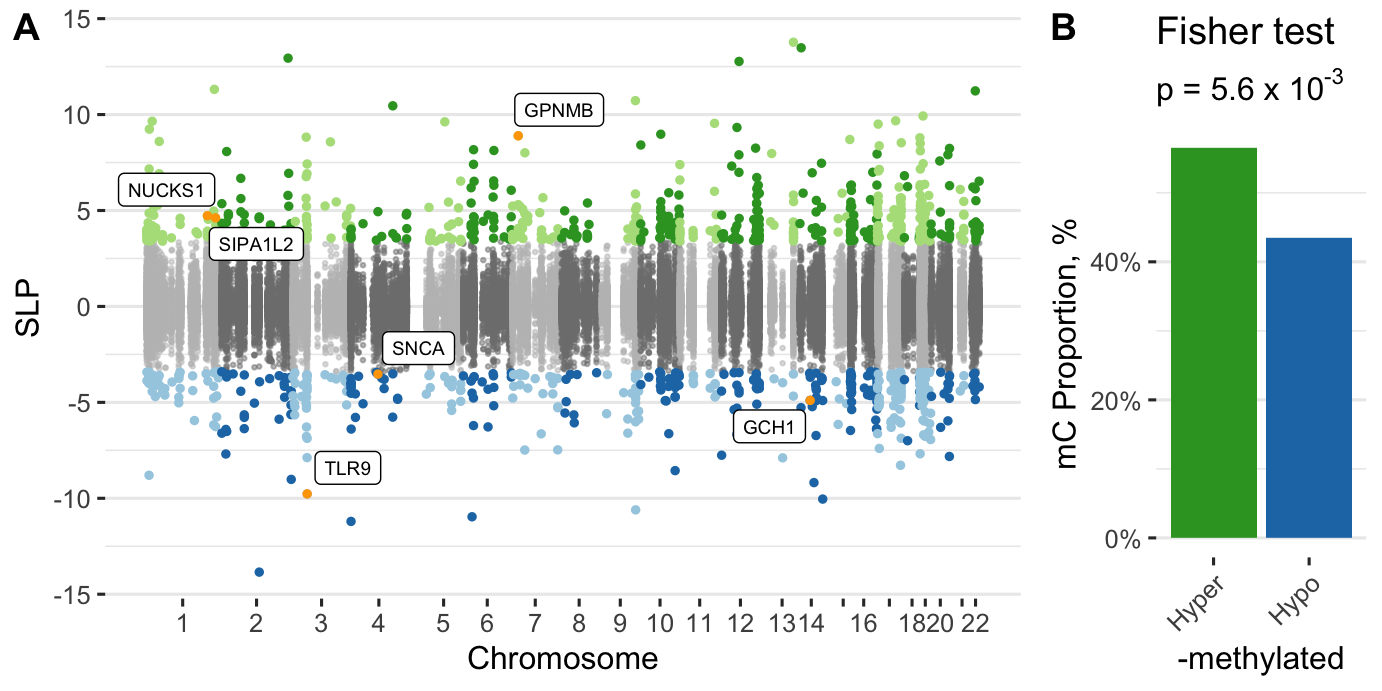 A
15
10
5
0
-5
-10
-15
SLP
NUCKS1
SIPA1L2
GPNMB
SNCA
TLR9
GCH1
1 2 3 4 5 6 7 8 9 10 11 12 13 14 16 18 20 22
Chromosome
B
Fisher test
p = 5.6 x 10-3
mC Proportion, %
40%
20%
0%
Hyper
Hypo
-methylated